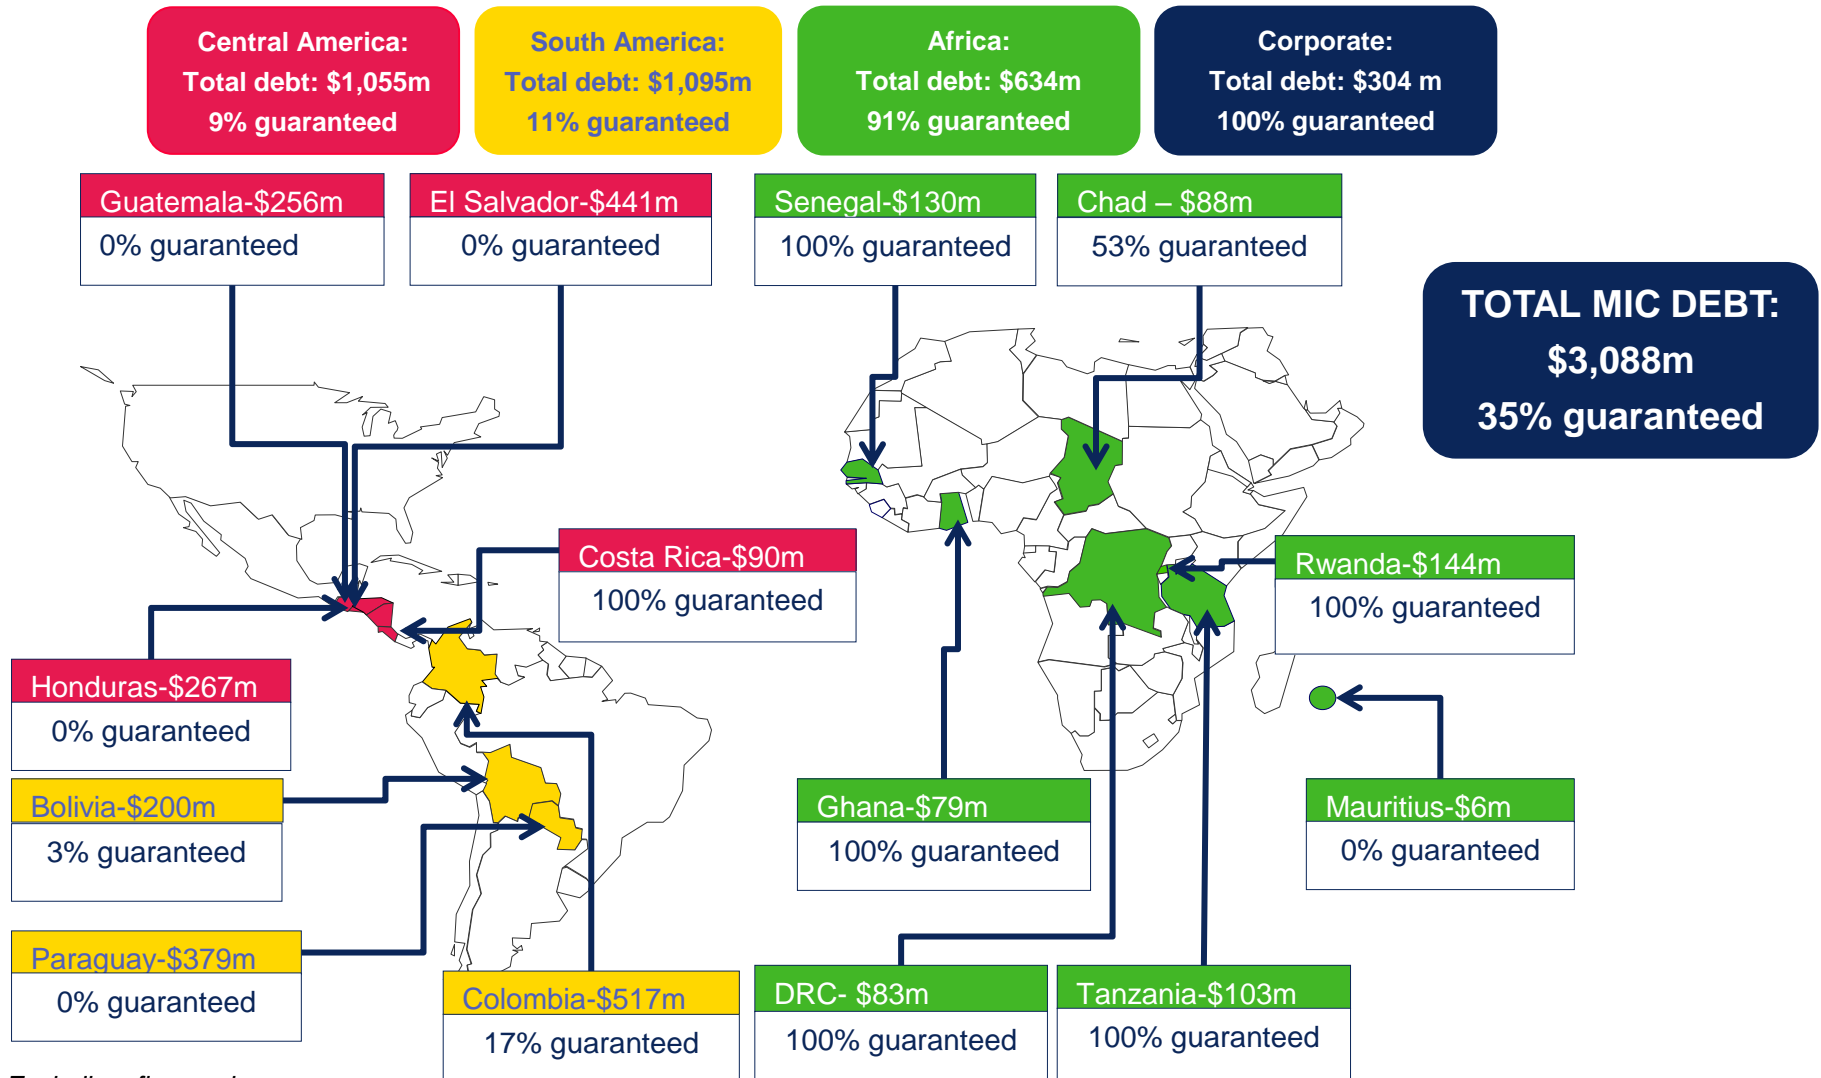 Central America:
Total debt: $1,055m
9% guaranteed
South America:
Total debt: $1,095m
11% guaranteed
Africa:
Total debt: $634m
91% guaranteed
Corporate:
Total debt: $304 m
100% guaranteed
Guatemala-$256m
0% guaranteed
El Salvador-$441m
0% guaranteed
Senegal-$130m
100% guaranteed
Chad – $88m
53% guaranteed
TOTAL MIC DEBT:
$3,088m
35% guaranteed
Costa Rica-$90m
100% guaranteed
Rwanda-$144m
100% guaranteed
Honduras-$267m
0% guaranteed
Bolivia-$200m
3% guaranteed
Ghana-$79m
100% guaranteed
Mauritius-$6m
0% guaranteed
Paraguay-$379m
0% guaranteed
Colombia-$517m
17% guaranteed
DRC- $83m
100% guaranteed
Tanzania-$103m
100% guaranteed